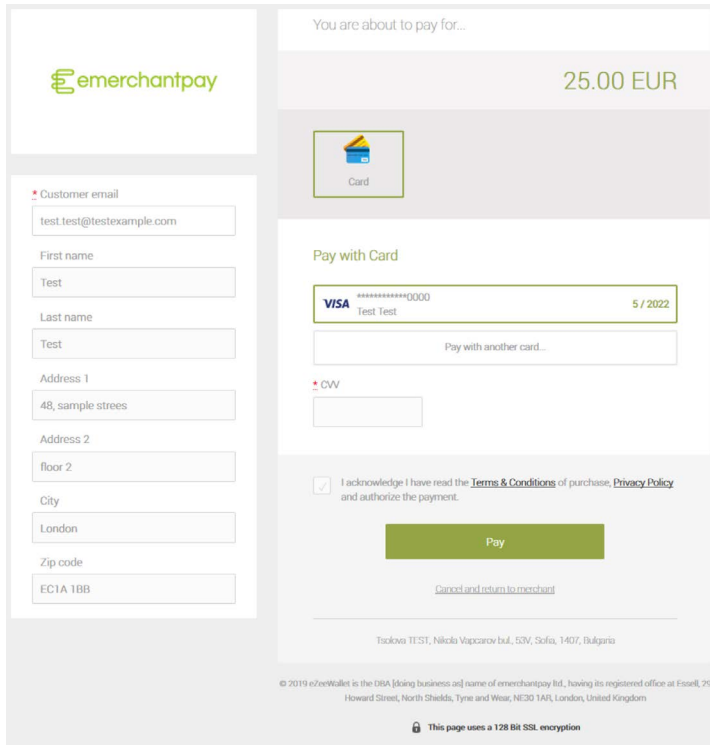 emerchantpay
* Customer email
test.test@testexample.com
First name
Test
Last name
Test
Address 1
48, sample strees
Address 2
floor 2
City
London
Zip code
EC1A 1BB
You are about to pay for...
25.00 EUR
Card
Pay with Card
VISA
************0000
Test Test
5 / 2022
Pay with another card...
* CVV
I acknowledge I have read the Terms & Conditions of purchase, Privacy Policy
and authorize the payment.
Pay
Cancel and return to merchant
Tsolova TEST, Nikola Vapcarov bul., 53V, Sofia, 1407, Bulgaria
© 2019 eZeeWallet is the DBA [doing business as] name of emerchantpay ltd., having its registered office at Essell, 29
Howard Street, North Shields, Tyne and Wear, NE30 1AR, London, United Kingdom
This page uses a 128 Bit SSL encryption